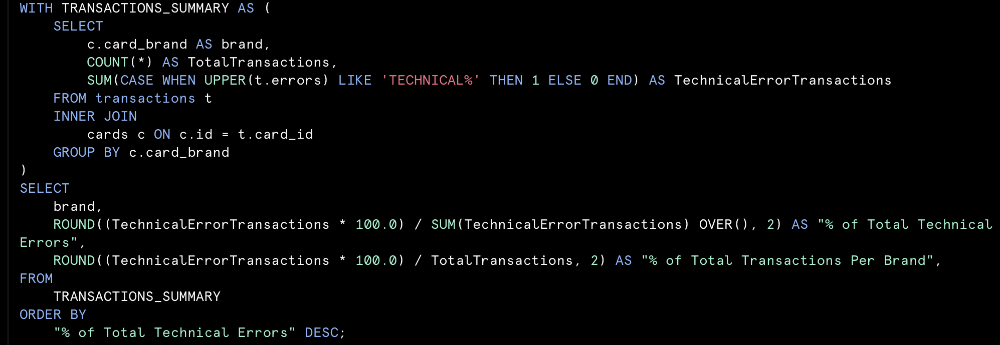 WITH TRANSACTIONS_SUMMARY AS (
    SELECT
        c.card_brand AS brand,
        COUNT(*) AS TotalTransactions,
        SUM(CASE WHEN UPPER(t.errors) LIKE 'TECHNICAL%' THEN 1 ELSE 0 END) AS TechnicalErrorTransactions
    FROM transactions t
    INNER JOIN
        cards c ON c.id = t.card_id
    GROUP BY c.card_brand
)
SELECT
    brand,
    ROUND((TechnicalErrorTransactions * 100.0) / SUM(TechnicalErrorTransactions) OVER(), 2) AS "% of Total Technical
Errors",
    ROUND((TechnicalErrorTransactions * 100.0) / TotalTransactions, 2) AS "% of Total Transactions Per Brand",
FROM
    TRANSACTIONS_SUMMARY
ORDER BY
    "% of Total Technical Errors" DESC;